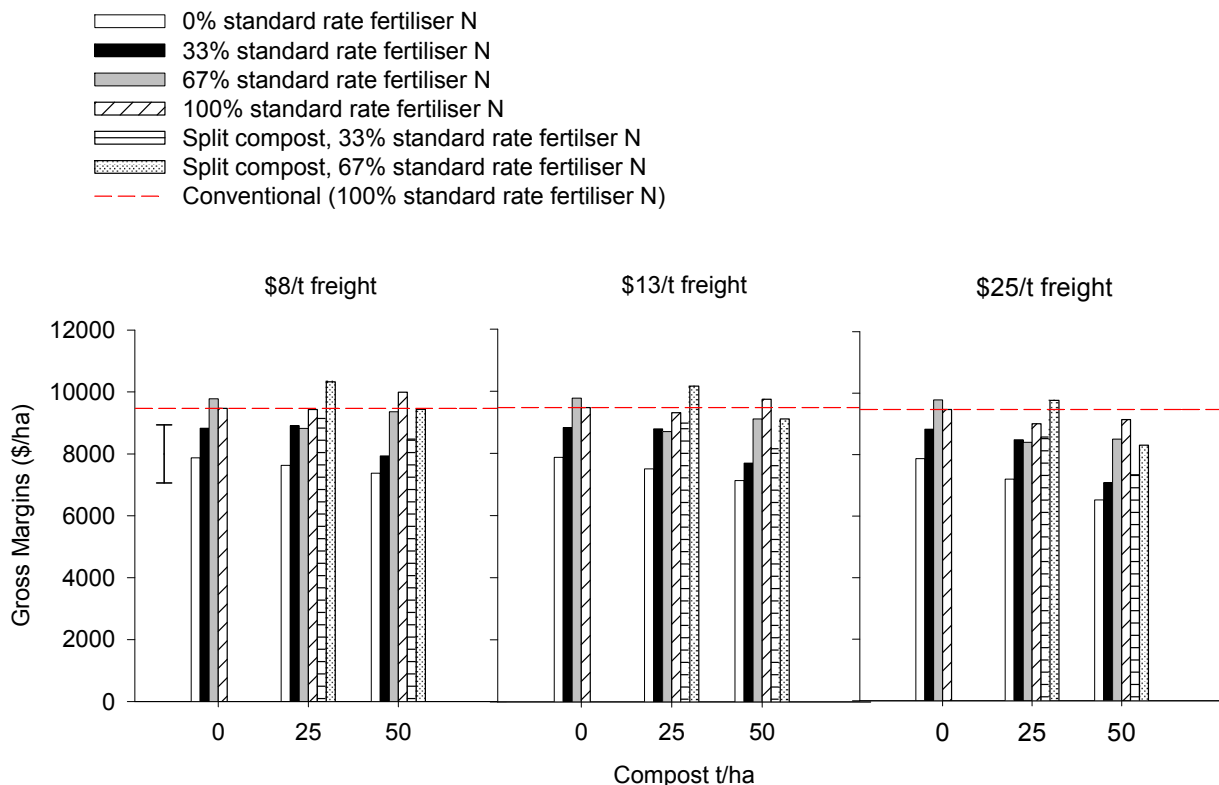 0% standard rate fertiliser N
33% standard rate fertiliser N
67% standard rate fertiliser N
100% standard rate fertiliser N
Split compost, 33% standard rate fertilser N
Split compost, 67% standard rate fertiliser N
Conventional (100% standard rate fertiliser N)
$8/t freight
$13/t freight
$25/t freight
Gross Margins ($/ha)
12000
10000
8000
6000
4000
2000
0
0 25 50 0 25 50 0 25 50
Compost t/ha